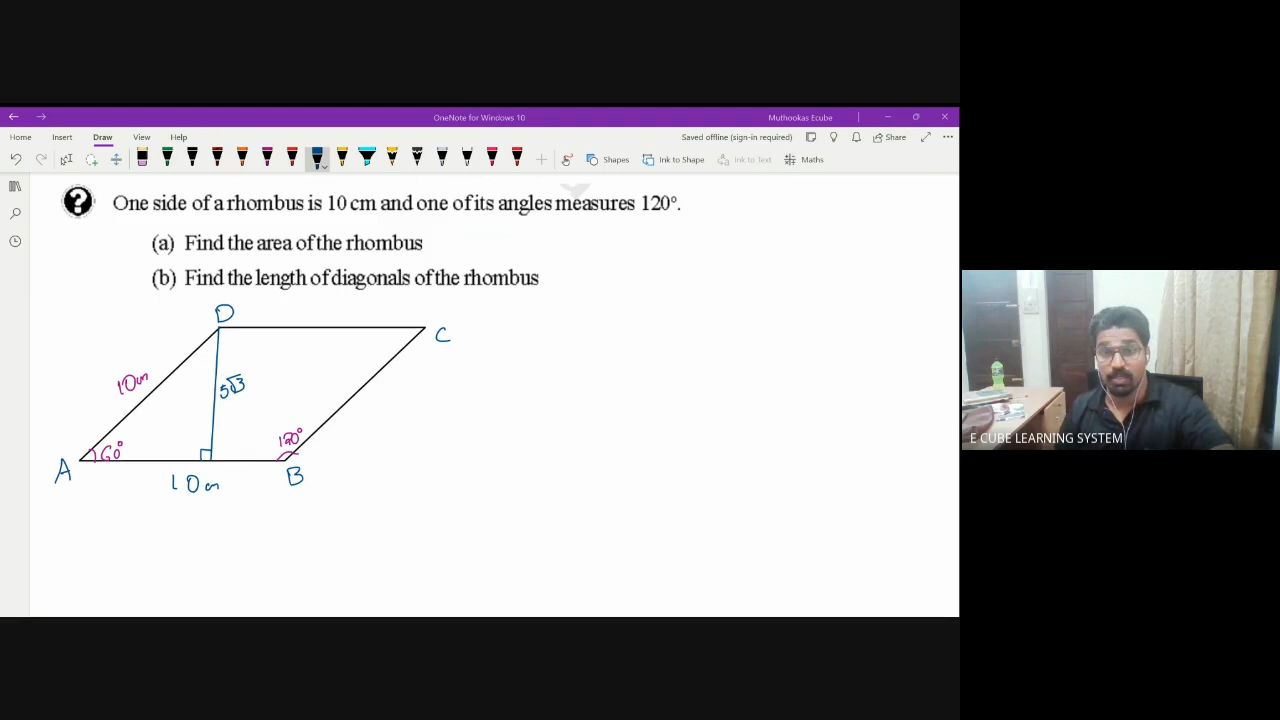 OneNote for Windows 10
Muthookas Ecube
Home Insert Draw View Help
Saved offline (sign-in required)
Share
Shapes
Ink to Shape
Ink to Text
Maths
? One side of a rhombus is 10 cm and one of its angles measures 120°.
(a) Find the area of the rhombus
(b) Find the length of diagonals of the rhombus
D
C
10cm
5√3
60°
120°
A
10cm
B
E CUBE LEARNING SYSTEM